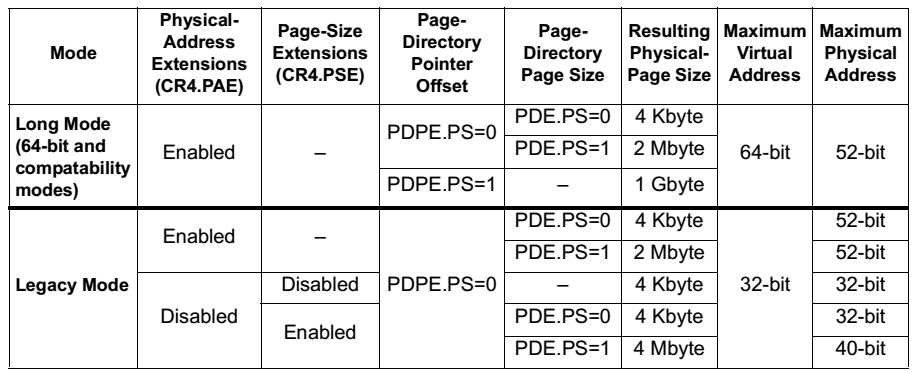 Mode
Physical-
Address
Extensions
(CR4.PAE)
Page-Size
Extensions
(CR4.PSE)
Page-
Directory
Pointer
Offset
Page-
Directory
Page Size
Resulting
Physical-
Page Size
Maximum
Virtual
Address
Maximum
Physical
Address
Long Mode
(64-bit and
compatability
modes)
Enabled
–
PDPE.PS=0
PDE.PS=0
4 Kbyte
PDE.PS=1
2 Mbyte
PDPE.PS=1
–
1 Gbyte
64-bit
52-bit
Legacy Mode
Enabled
–
PDPE.PS=0
PDE.PS=0
4 Kbyte
52-bit
PDE.PS=1
2 Mbyte
52-bit
Disabled
Disabled
–
4 Kbyte
32-bit
32-bit
Enabled
PDE.PS=0
4 Kbyte
32-bit
PDE.PS=1
4 Mbyte
40-bit